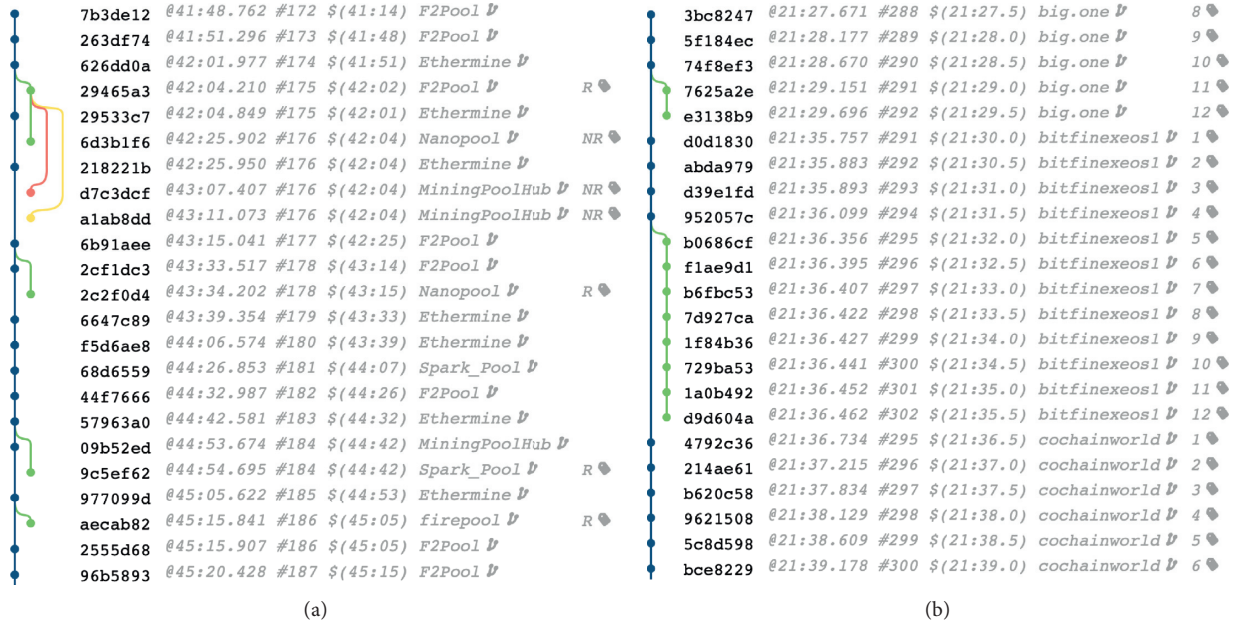 7b3de12 @41:48.762 #172 $(41:14) F2Pool
263df74 @41:51.296 #173 $(41:48) F2Pool
626dd0a @42:01.977 #174 $(41:51) Ethermine
29465a3 @42:04.210 #175 $(42:02) F2Pool R
29533c7 @42:04.849 #175 $(42:01) Ethermine
6d3b1f6 @42:25.902 #176 $(42:04) Nanopool NR
218221b @42:25.950 #176 $(42:04) Ethermine
d7c3dcf @43:07.407 #176 $(42:04) MiningPoolHub NR
a1ab8dd @43:11.073 #176 $(42:04) MiningPoolHub NR
6b91aee @43:15.041 #177 $(42:25) F2Pool
2cf1dc3 @43:33.517 #178 $(43:14) F2Pool
2c2f0d4 @43:34.202 #178 $(43:15) Nanopool R
6647c89 @43:39.354 #179 $(43:33) Ethermine
f5d6ae8 @44:06.574 #180 $(43:39) Ethermine
68d6559 @44:26.853 #181 $(44:07) Spark_Pool
44f7666 @44:32.987 #182 $(44:26) F2Pool
57963a0 @44:42.581 #183 $(44:32) Ethermine
09b52ed @44:53.674 #184 $(44:42) MiningPoolHub
9c5ef62 @44:54.695 #184 $(44:42) Spark_Pool R
977099d @45:05.622 #185 $(44:53) Ethermine
aecab82 @45:15.841 #186 $(45:05) firepool R
2555d68 @45:15.907 #186 $(45:05) F2Pool
96b5893 @45:20.428 #187 $(45:15) F2Pool
(a)
3bc8247 @21:27.671 #288 $(21:27.5) big.one 8
5f184ec @21:28.177 #289 $(21:28.0) big.one 9
74f8ef3 @21:28.670 #290 $(21:28.5) big.one 10
7625a2e @21:29.151 #291 $(21:29.0) big.one 11
e3138b9 @21:29.696 #292 $(21:29.5) big.one 12
d0d1830 @21:35.757 #291 $(21:30.0) bitfinexeos1 1
abda979 @21:35.883 #292 $(21:30.5) bitfinexeos1 2
d39e1fd @21:35.893 #293 $(21:31.0) bitfinexeos1 3
952057c @21:36.099 #294 $(21:31.5) bitfinexeos1 4
b0686cf @21:36.356 #295 $(21:32.0) bitfinexeos1 5
f1ae9d1 @21:36.395 #296 $(21:32.5) bitfinexeos1 6
b6fbc53 @21:36.407 #297 $(21:33.0) bitfinexeos1 7
7d927ca @21:36.422 #298 $(21:33.5) bitfinexeos1 8
1f84b36 @21:36.427 #299 $(21:34.0) bitfinexeos1 9
729ba53 @21:36.441 #300 $(21:34.5) bitfinexeos1 10
1a0b492 @21:36.452 #301 $(21:35.0) bitfinexeos1 11
d9d604a @21:36.462 #302 $(21:35.5) bitfinexeos1 12
4792c36 @21:36.734 #295 $(21:36.5) cochainworld 1
214ae61 @21:37.215 #296 $(21:37.0) cochainworld 2
b620c58 @21:37.834 #297 $(21:37.5) cochainworld 3
9621508 @21:38.129 #298 $(21:38.0) cochainworld 4
5c8d598 @21:38.609 #299 $(21:38.5) cochainworld 5
bce8229 @21:39.178 #300 $(21:39.0) cochainworld 6
(b)